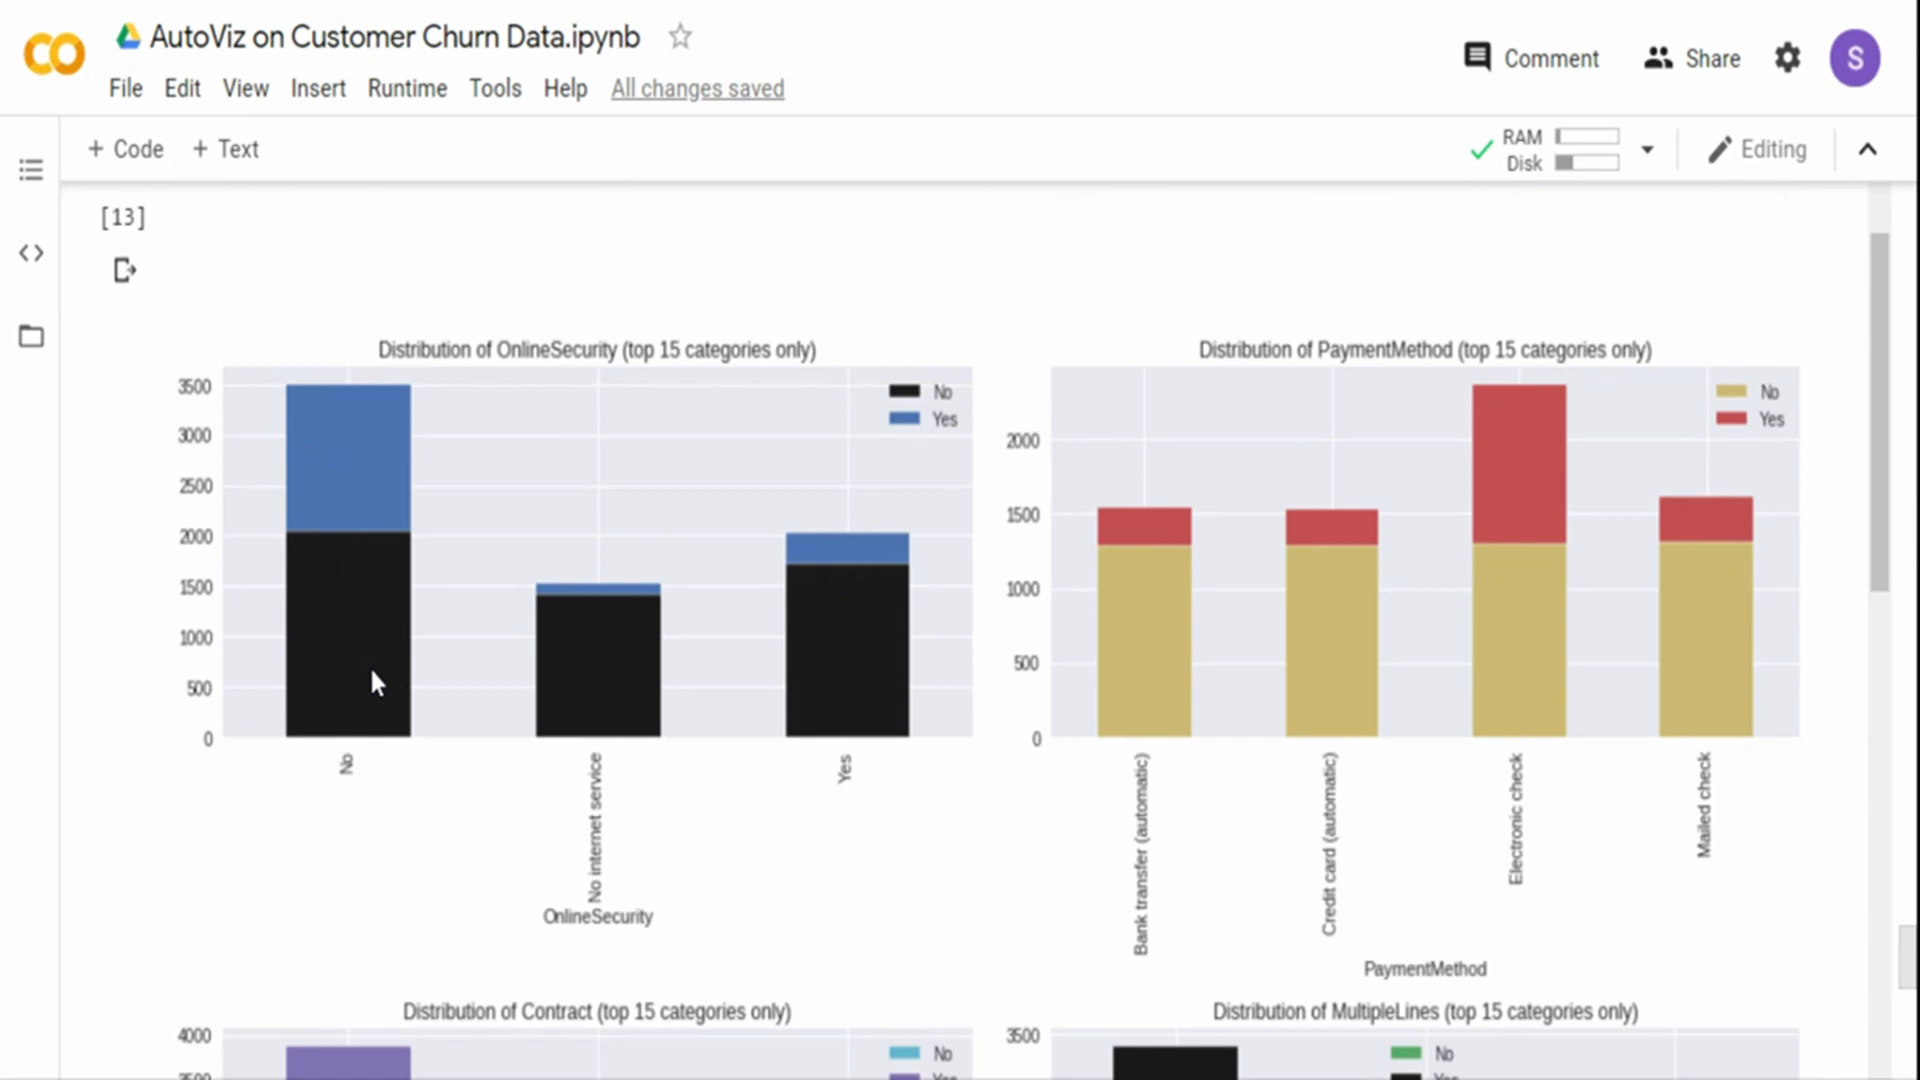 AutoViz on Customer Churn Data.ipynb
File Edit View Insert Runtime Tools Help All changes saved
Comment
Share
S
+ Code + Text
RAM
Disk
Editing
[13]
Distribution of OnlineSecurity (top 15 categories only)
3500
3000
2500
2000
1500
1000
500
0
No
Yes
No
No internet service
Yes
OnlineSecurity
Distribution of PaymentMethod (top 15 categories only)
2000
1500
1000
500
0
No
Yes
Bank transfer (automatic)
Credit card (automatic)
Electronic check
Mailed check
PaymentMethod
Distribution of Contract (top 15 categories only)
4000
3500
No
Yes
Distribution of MultipleLines (top 15 categories only)
3500
No
Yes